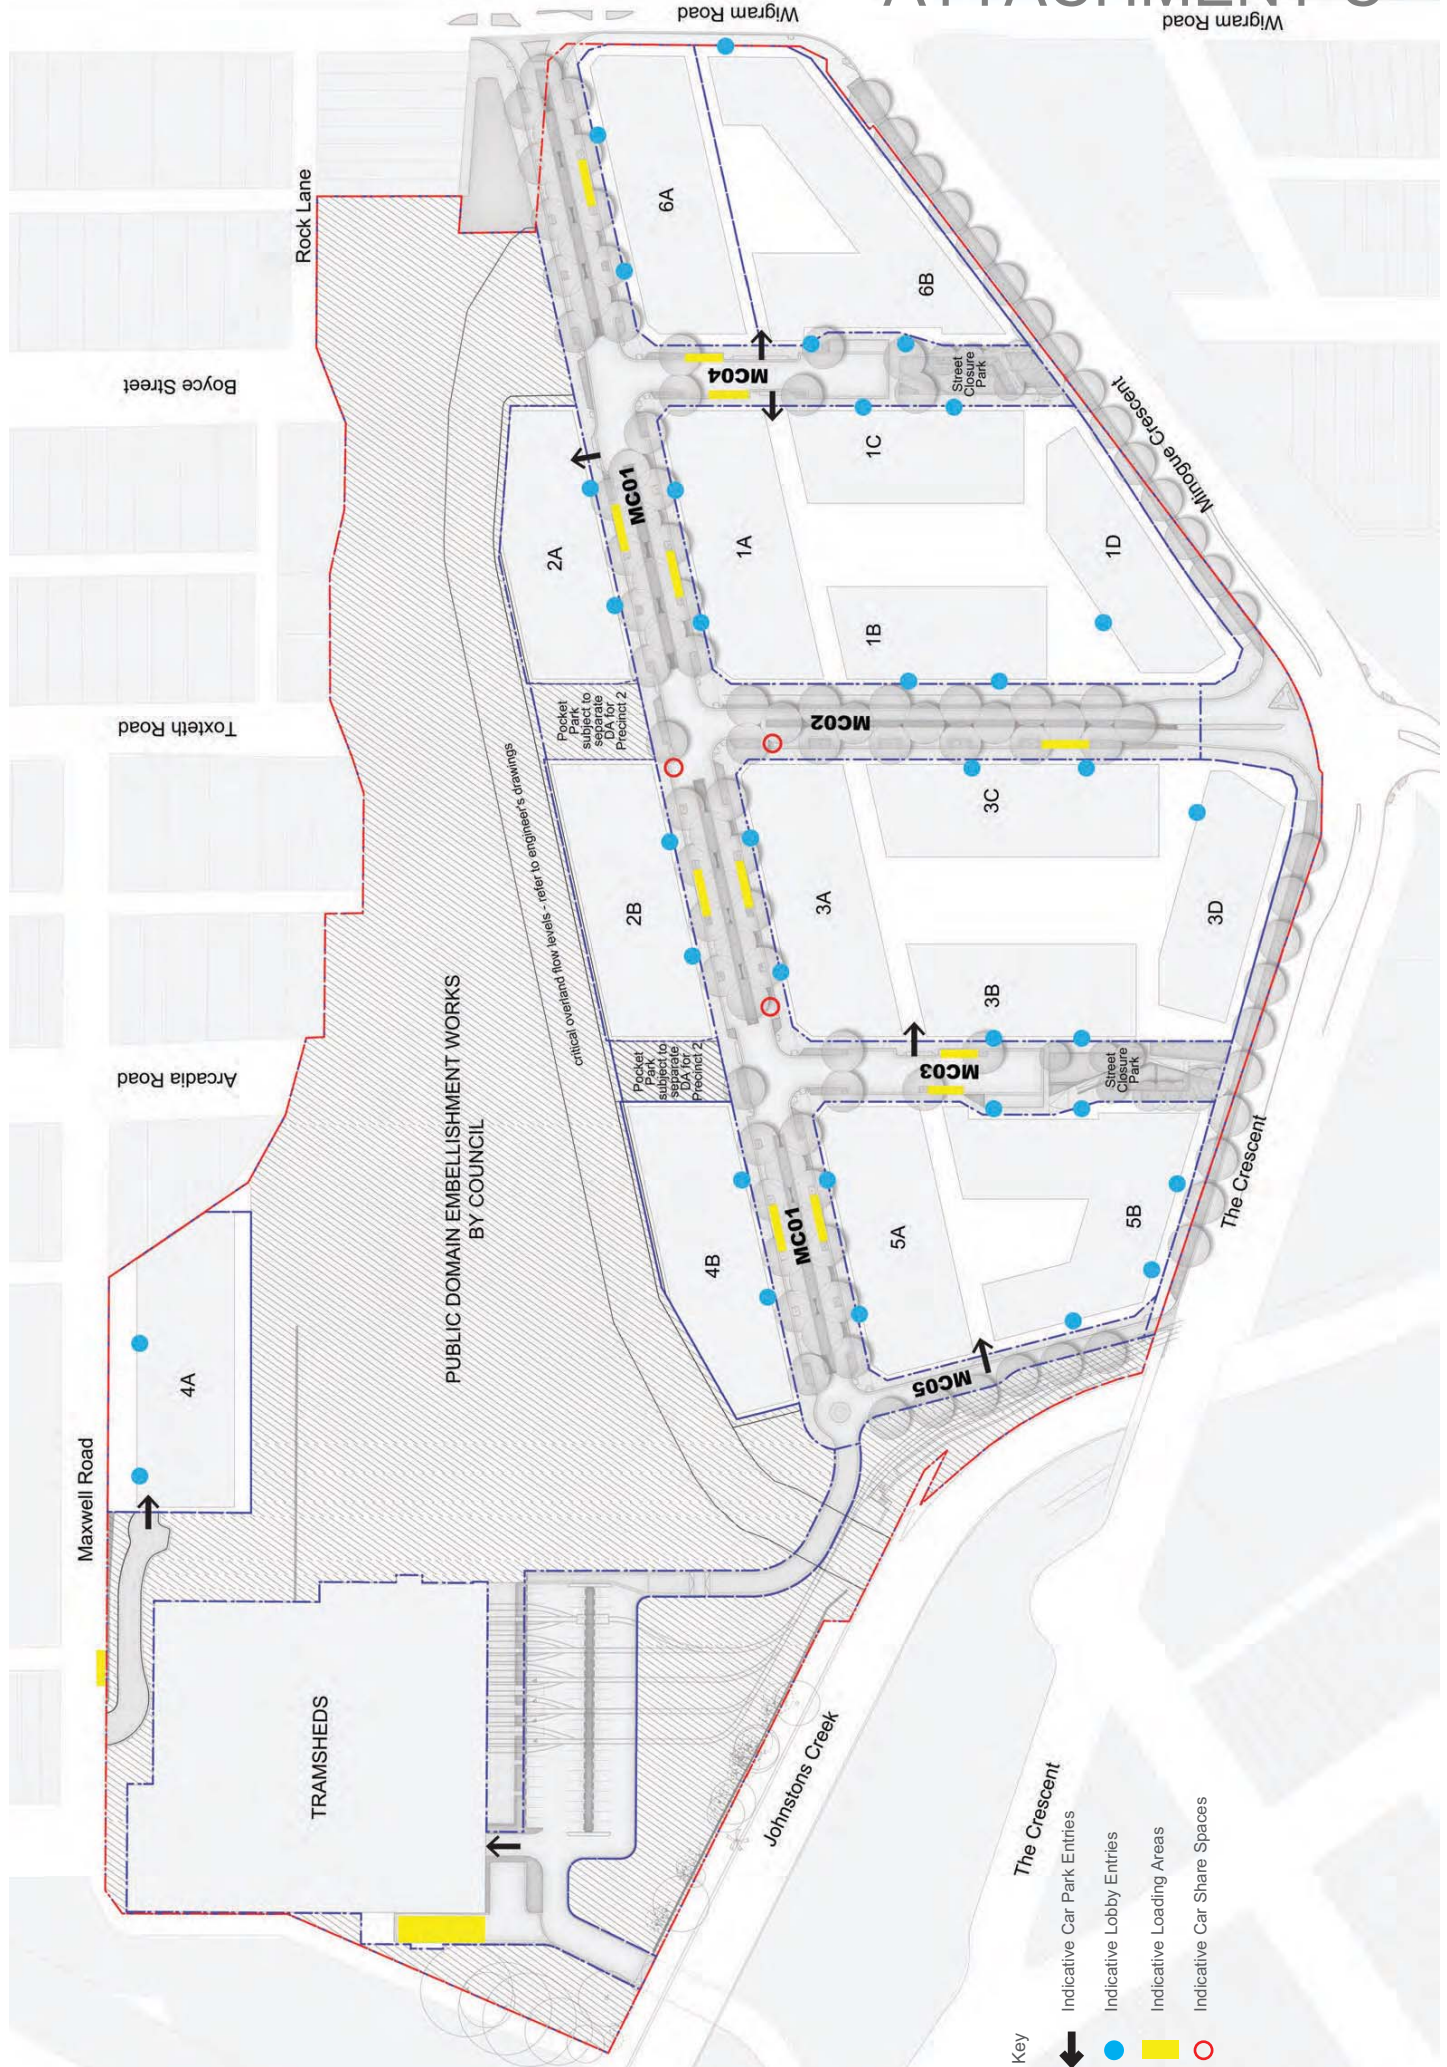 ATTACHMENT C
Wigram Road
Wigram Road
Rock Lane
Boyce Street
Toxteth Road
Arcadia Road
Maxwell Road
Minogue Crescent
The Crescent
The Crescent
Johnstons Creek
PUBLIC DOMAIN EMBELLISHMENT WORKS
BY COUNCIL
critical overland flow levels - refer to engineer's drawings
TRAMSHEDS
4A
4B
2B
2A
6A
6B
1A
1B
1C
1D
3A
3B
3C
3D
5A
5B
MC01
MC01
MC02
MC03
MC04
MC05
Pocket
Park
subject to
separate
DA for
Precinct 2
Pocket
Park
subject to
separate
DA for
Precinct 2
Street
Closure
Park
Street
Closure
Park
Key
Indicative Car Park Entries
Indicative Lobby Entries
Indicative Loading Areas
Indicative Car Share Spaces